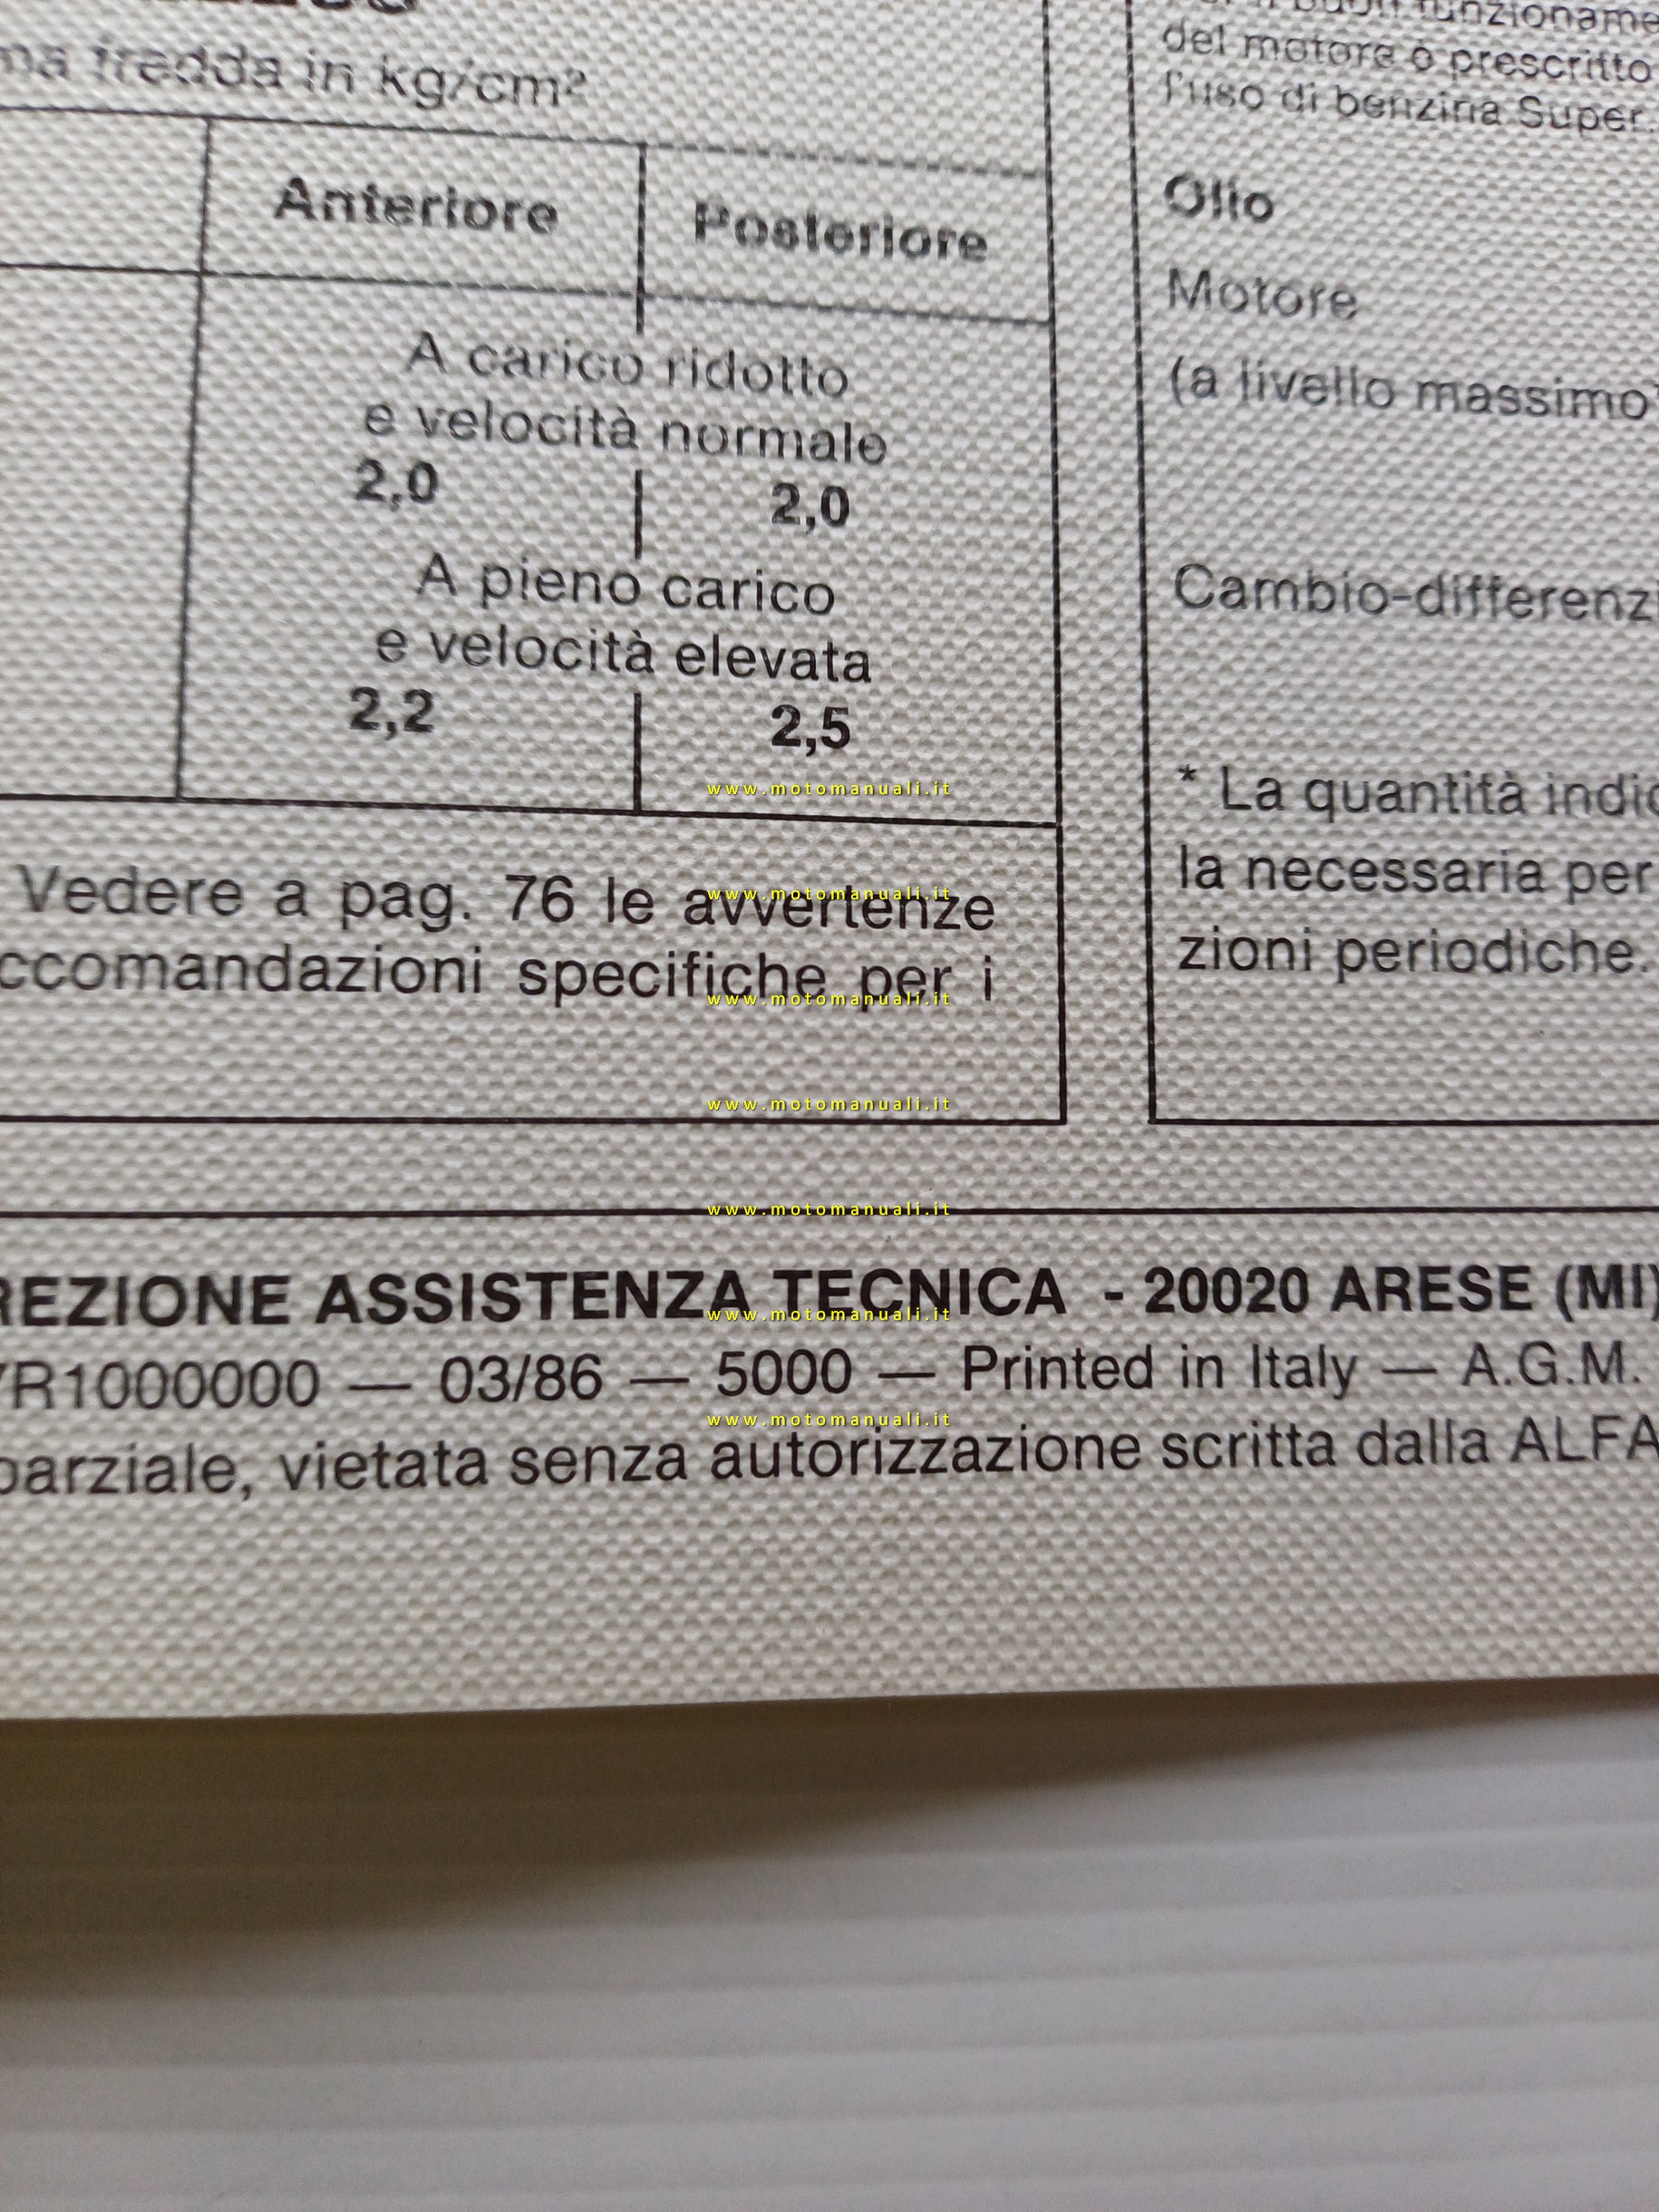 fredda in kg/cm²
Anteriore Posteriore
A carico ridotto
e velocità normale
2,0 2,0
A pieno carico
e velocità elevata
2,2 2,5
Vedere a pag. 76 le avvertenze
ccomandazioni specifiche per i
del motore è prescritto
l'uso di benzina Super.
Olio
Motore
(a livello massimo
Cambio-differenzi
* La quantità indic
la necessaria per
zioni periodiche.
REZIONE ASSISTENZA TECNICA - 20020 ARESE (MI)
R1000000 — 03/86 — 5000 — Printed in Italy — A.G.M.
parziale, vietata senza autorizzazione scritta dalla ALFA
www.motomanuali.it
www.motomanuali.it
www.motomanuali.it
www.motomanuali.it
www.motomanuali.it
www.motomanuali.it
www.motomanuali.it